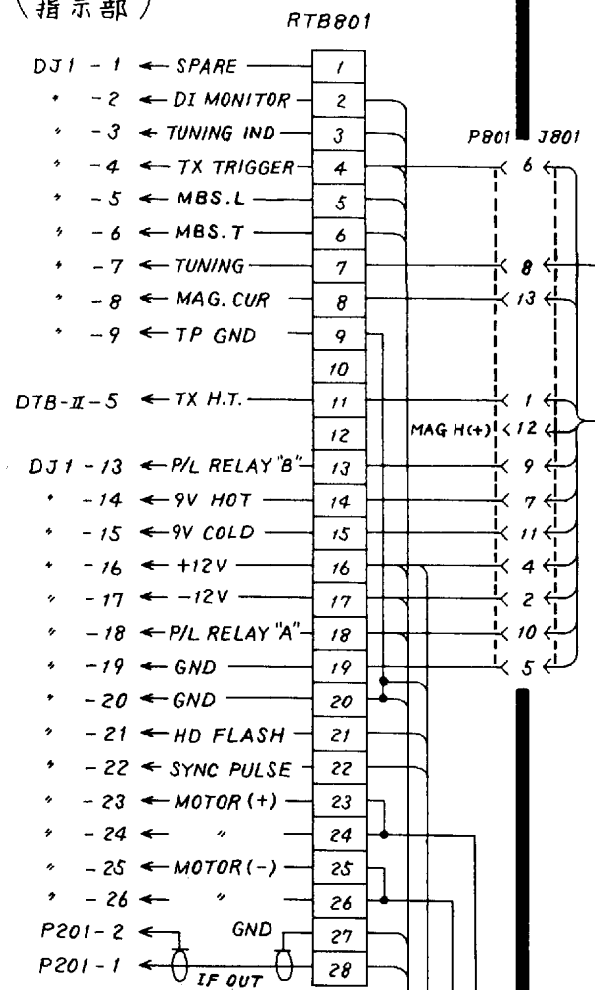 (指示部)
RTB801
P801 J801
DJ1 - 1 ← SPARE 1
〃 - 2 ← DI MONITOR 2
〃 - 3 ← TUNING IND 3
〃 - 4 ← TX TRIGGER 4 6
〃 - 5 ← MBS.L 5
〃 - 6 ← MBS.T 6
〃 - 7 ← TUNING 7 8
〃 - 8 ← MAG. CUR 8 13
〃 - 9 ← TP GND 9
10
DTB-II-5 ← TX H.T. 11 1
12 MAG H(+) 12
DJ1 - 13 ← P/L RELAY "B" 13 9
〃 - 14 ← 9V HOT 14 7
〃 - 15 ← 9V COLD 15 11
〃 - 16 ← +12V 16 4
〃 - 17 ← -12V 17 2
〃 - 18 ← P/L RELAY "A" 18 10
〃 - 19 ← GND 19 5
〃 - 20 ← GND 20
〃 - 21 ← HD FLASH 21
〃 - 22 ← SYNC PULSE 22
〃 - 23 ← MOTOR (+) 23
〃 - 24 ← 〃 24
〃 - 25 ← MOTOR (-) 25
〃 - 26 ← 〃 26
P201-2 ← GND 27
P201-1 ← IF OUT 28